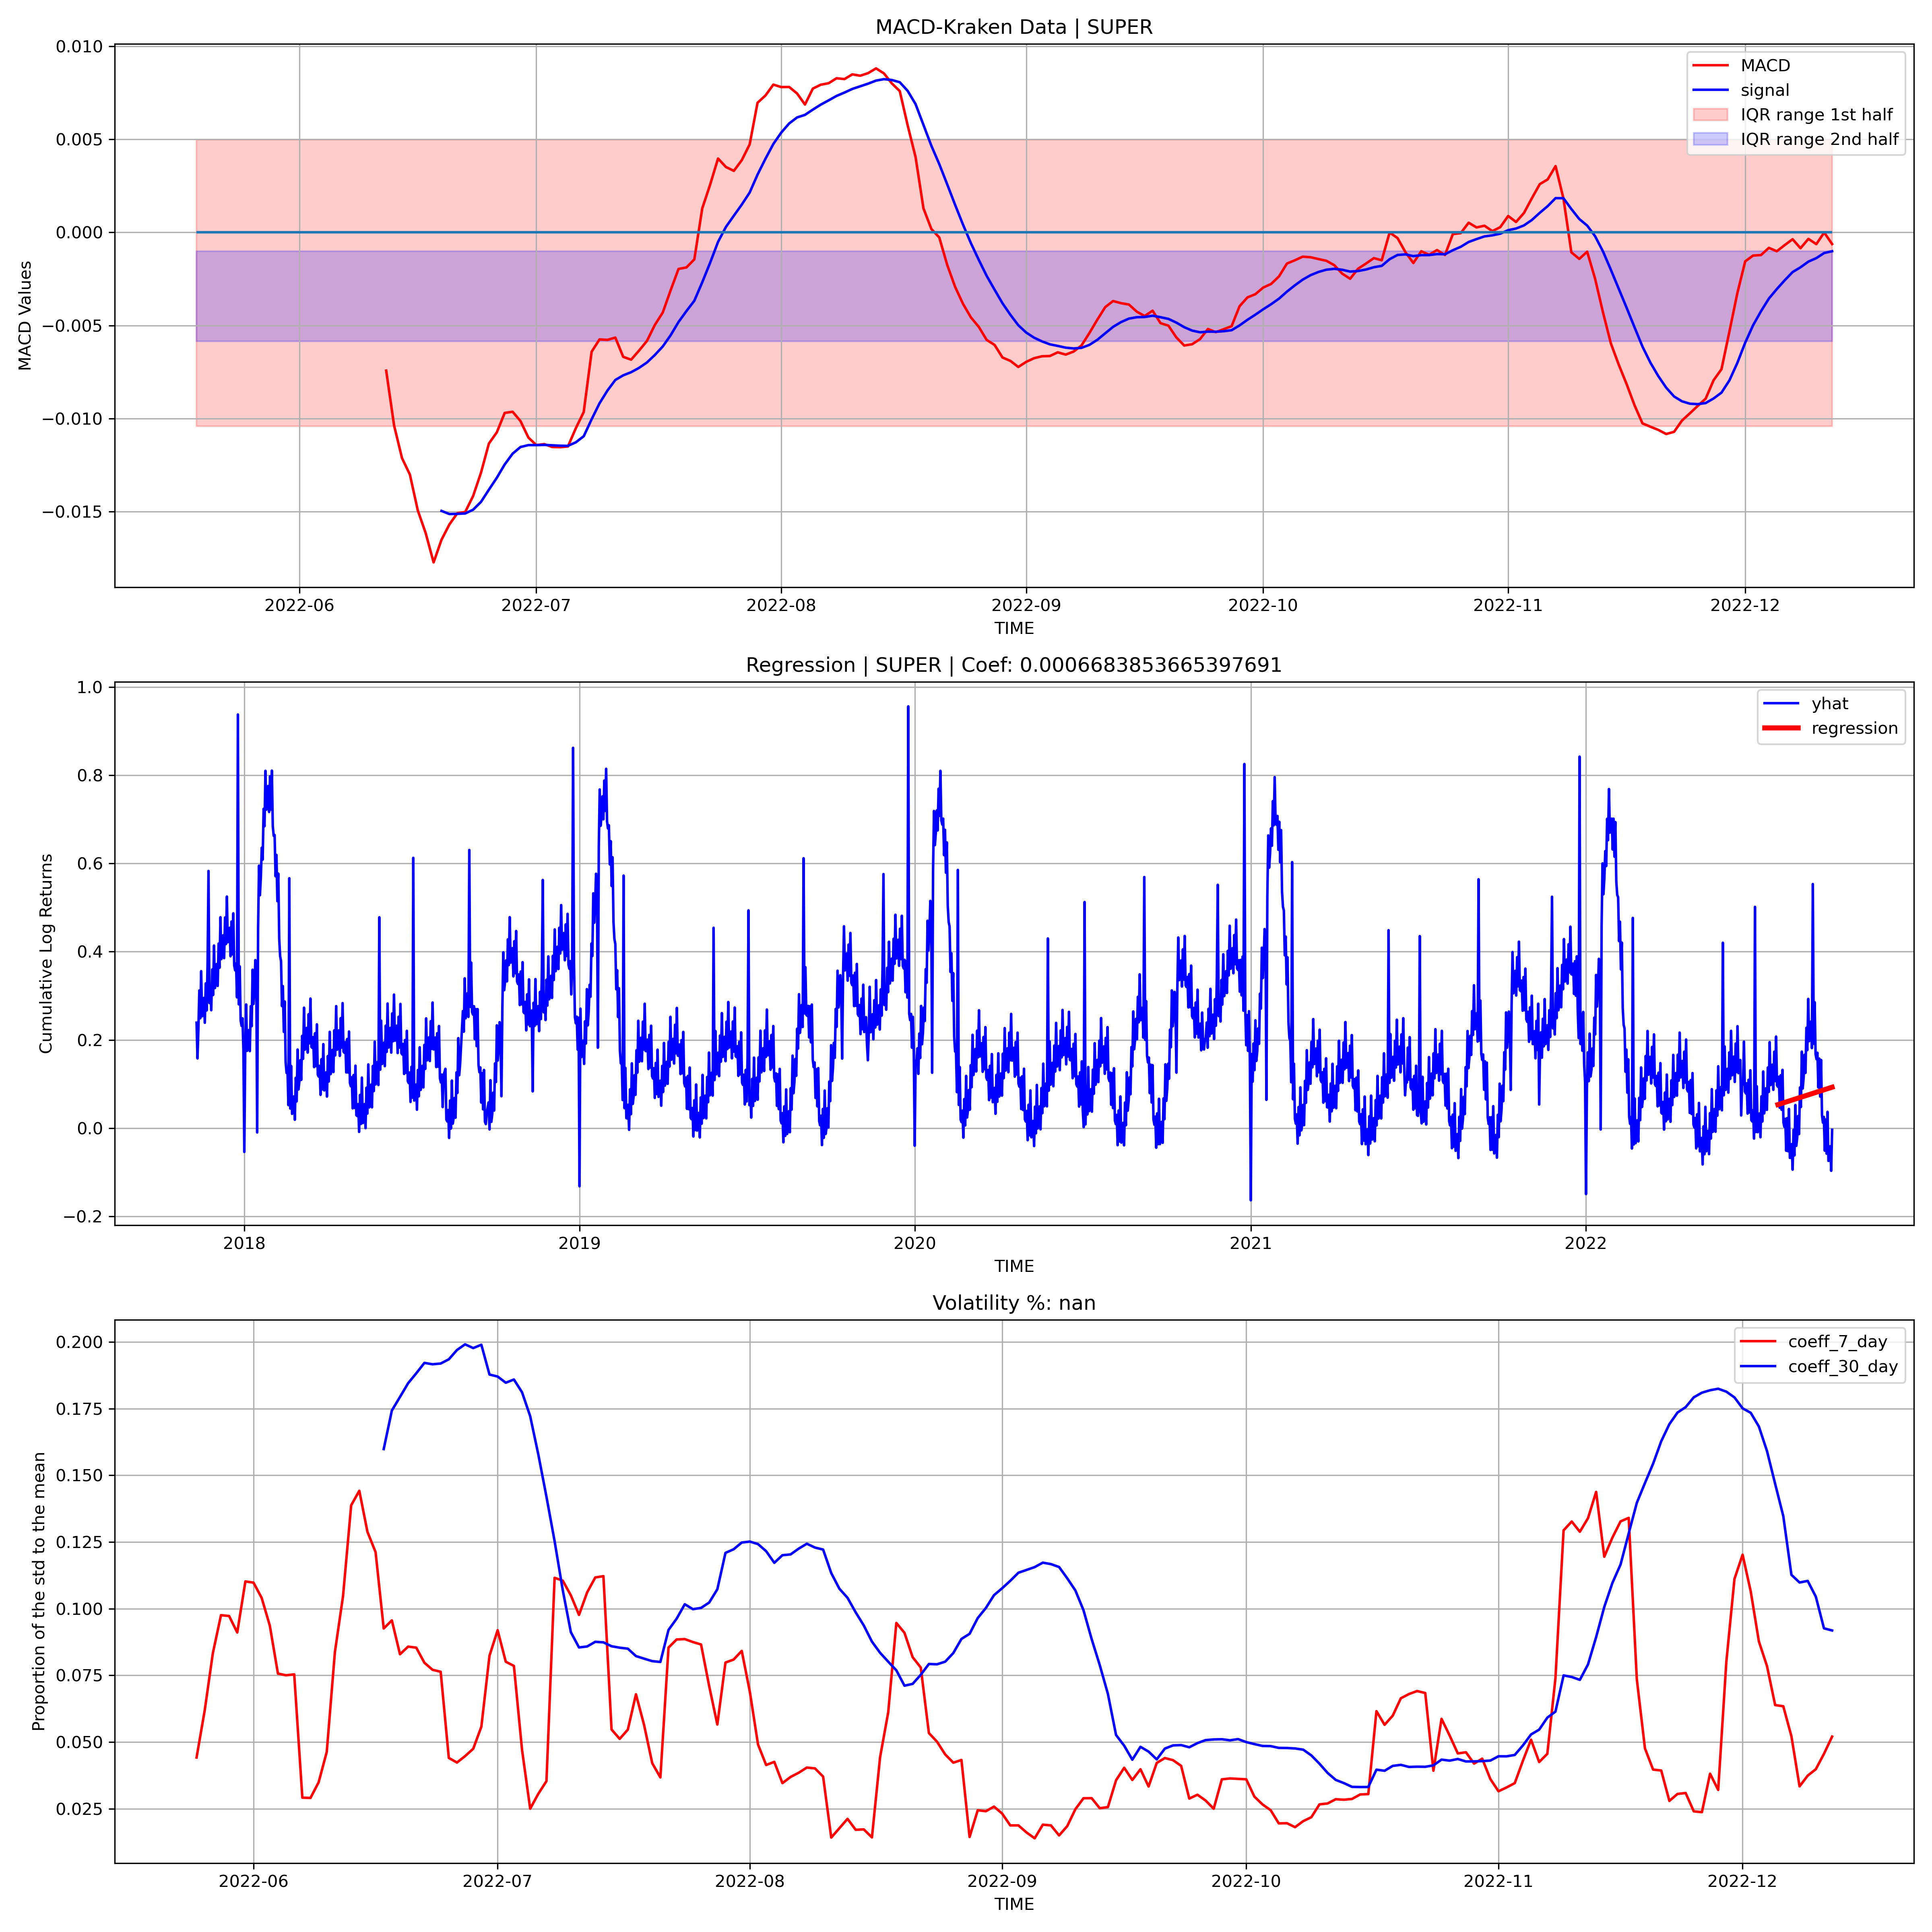 MACD-Kraken Data | SUPER
MACD
signal
IQR range 1st half
IQR range 2nd half
MACD Values
0.010
0.005
0.000
−0.005
−0.010
−0.015
2022-06 2022-07 2022-08 2022-09 2022-10 2022-11 2022-12
TIME
Regression | SUPER | Coef: 0.0006683853665397691
yhat
regression
Cumulative Log Returns
1.0
0.8
0.6
0.4
0.2
0.0
−0.2
2018 2019 2020 2021 2022
TIME
Volatility %: nan
coeff_7_day
coeff_30_day
Proportion of the std to the mean
0.200
0.175
0.150
0.125
0.100
0.075
0.050
0.025
2022-06 2022-07 2022-08 2022-09 2022-10 2022-11 2022-12
TIME